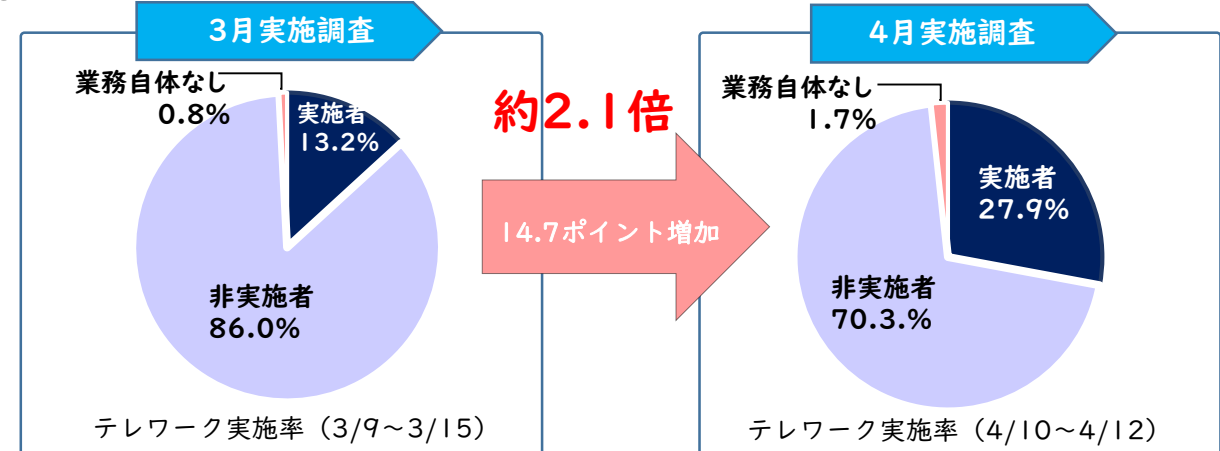 3月実施調査
業務自体なし
0.8%
実施者
13.2%
非実施者
86.0%
テレワーク実施率（3/9～3/15）
約2.1倍
14.7ポイント増加
4月実施調査
業務自体なし
1.7%
実施者
27.9%
非実施者
70.3.%
テレワーク実施率（4/10～4/12）